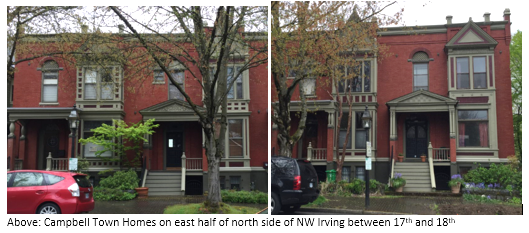 Above: Campbell Town Homes on east half of north side of NW Irving between 17th and 18th